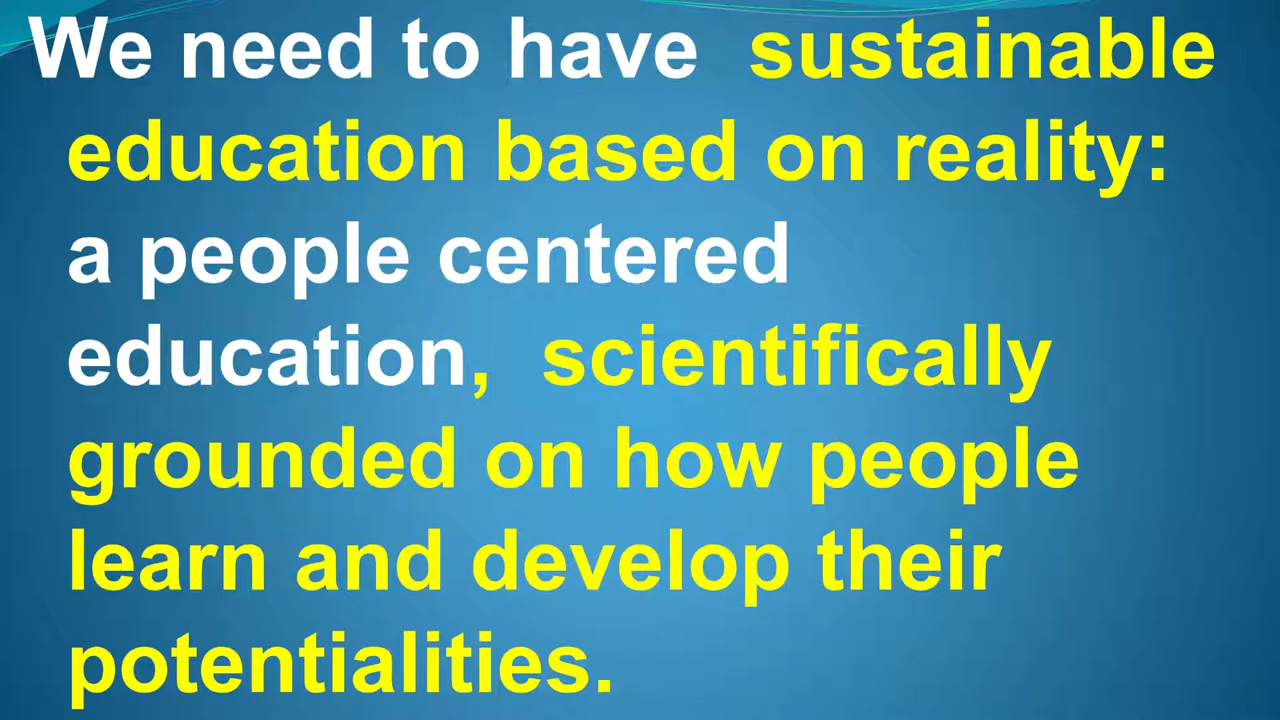 We need to have sustainable
education based on reality:
a people centered
education, scientifically
grounded on how people
learn and develop their
potentialities.